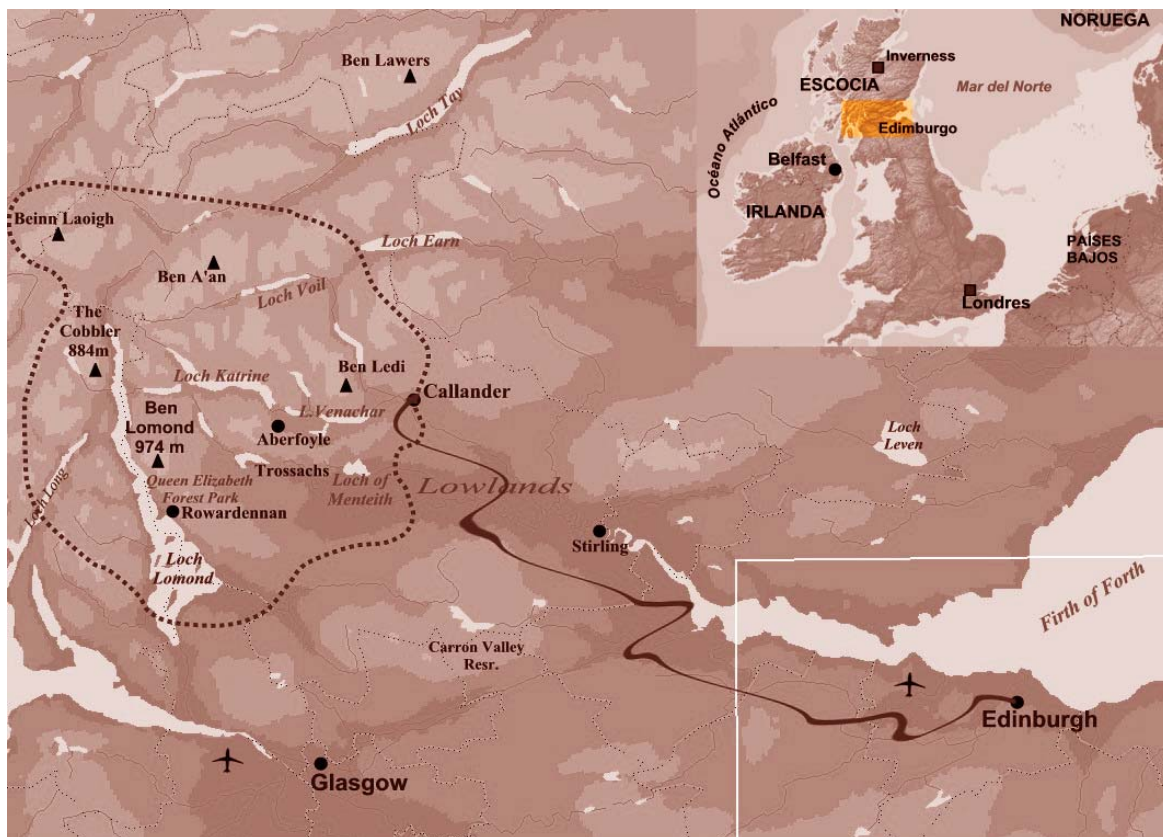 Ben Lawers
Loch Tay
Beinn Laoigh
Ben A'an
Loch Earn
Loch Voil
The
Cobbler
884m
Loch Katrine
Ben Ledi
Callander
L.Venachar
Ben
Lomond
974 m
Aberfoyle
Trossachs
Queen Elizabeth
Forest Park
Loch of
Menteith
Loch Long
Rowardennan
Loch
Lomond
Lowlands
Stirling
Loch
Leven
Carron Valley
Resr.
Firth of Forth
Edinburgh
Glasgow
NORUEGA
Inverness
ESCOCIA
Mar del Norte
Océano Atlántico
Edimburgo
Belfast
IRLANDA
PAÍSES
BAJOS
Londres